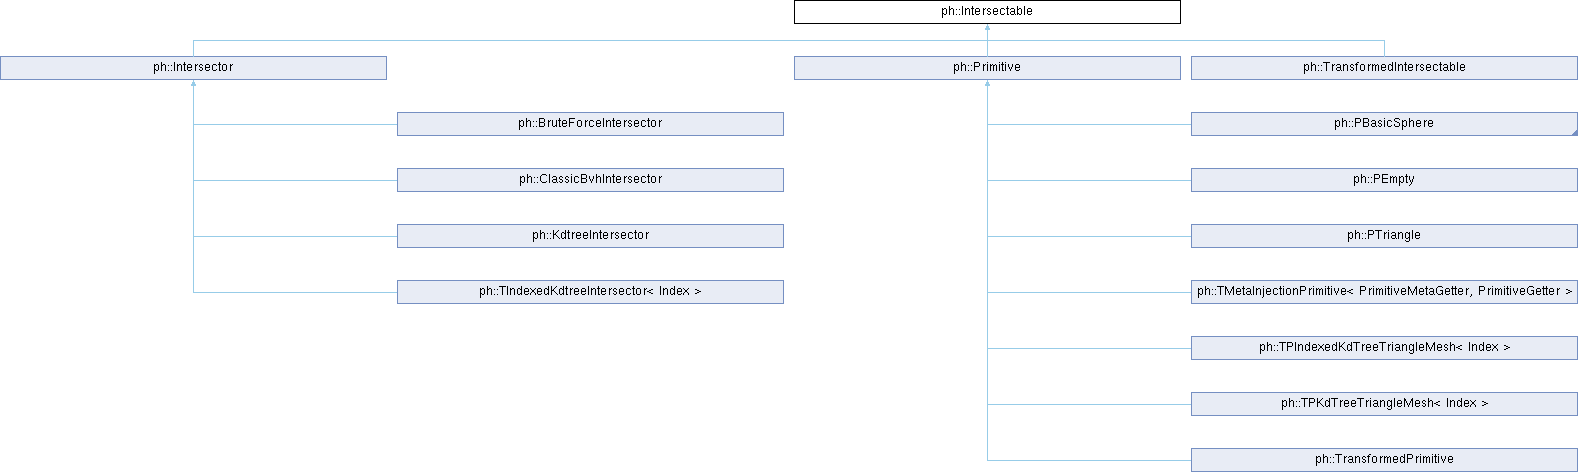 ph::Intersectable
ph::Intersector
ph::Primitive
ph::TransformedIntersectable
ph::BruteForceIntersector
ph::PBasicSphere
ph::ClassicBvhIntersector
ph::PEmpty
ph::KdtreeIntersector
ph::PTriangle
ph::TIndexedKdtreeIntersector< Index >
ph::TMetaInjectionPrimitive< PrimitiveMetaGetter, PrimitiveGetter >
ph::TPIndexedKdTreeTriangleMesh< Index >
ph::TPKdTreeTriangleMesh< Index >
ph::TransformedPrimitive